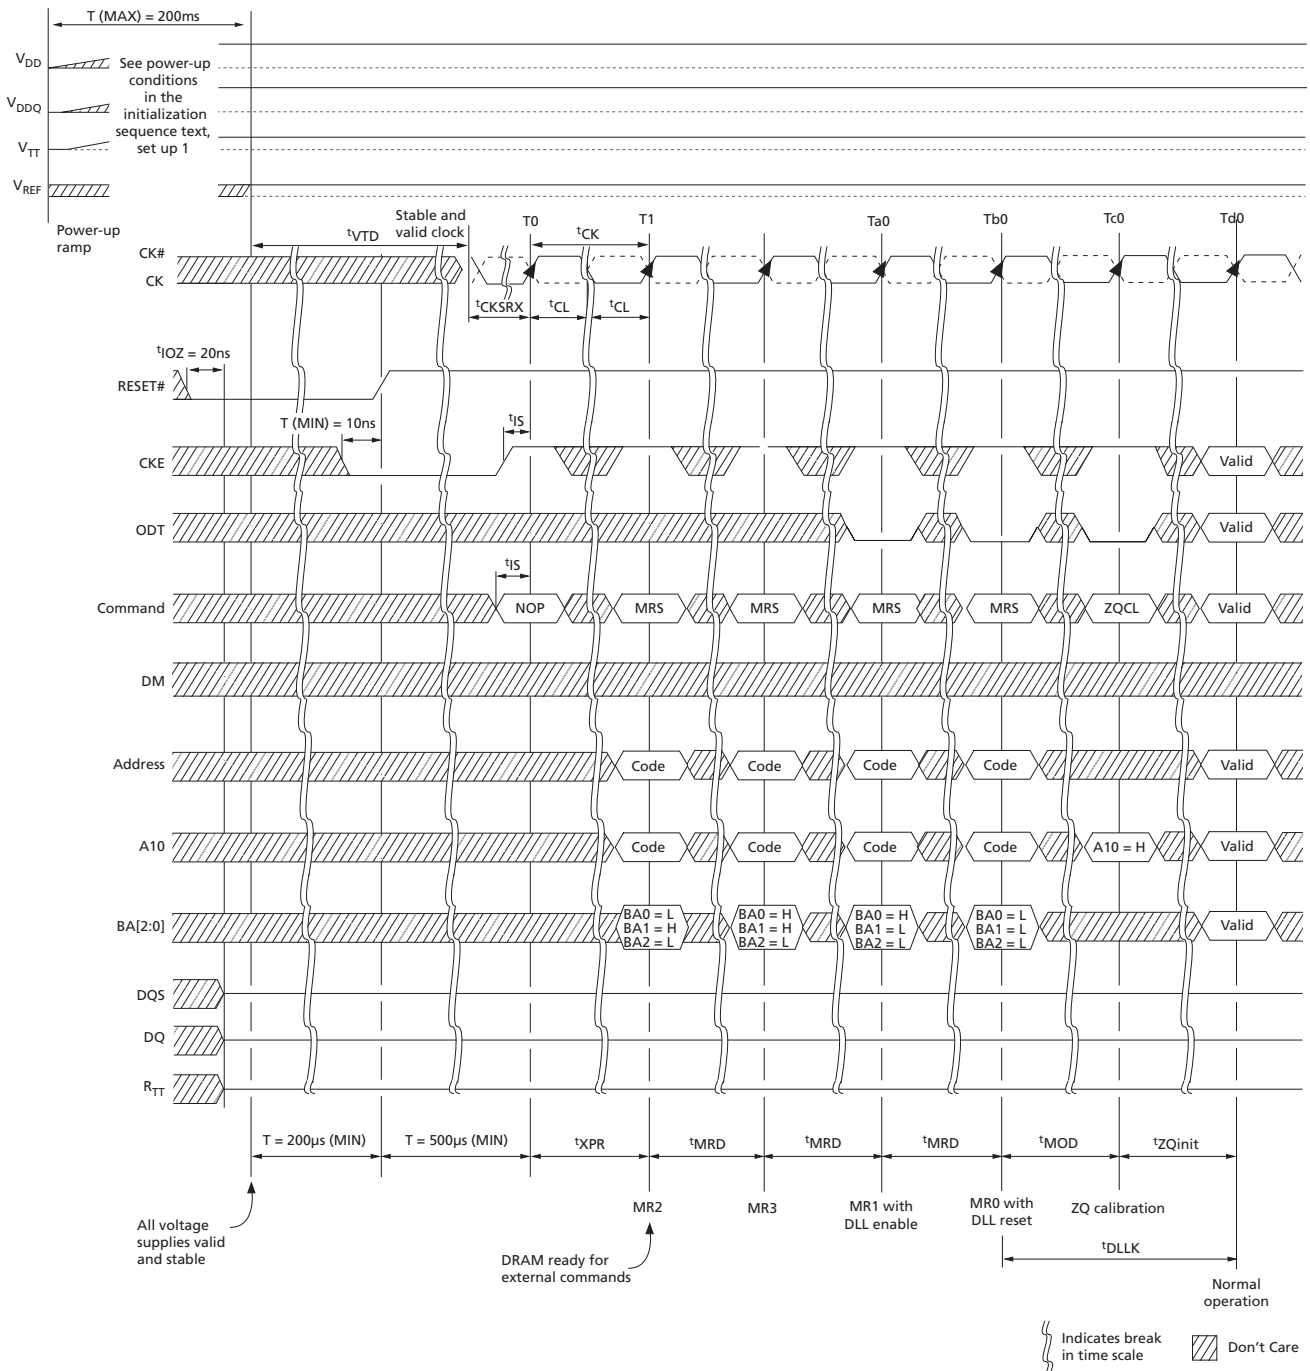 T (MAX) = 200ms
VDD
See power-up
conditions
in the
initialization
sequence text,
set up 1
VDDQ
VTT
VREF
Power-up
ramp
Stable and
valid clock
T0
T1
Ta0
Tb0
Tc0
Td0
tVTD
tCK
CK#
CK
tCKSRX
tCL
tCL
tIOZ = 20ns
RESET#
T (MIN) = 10ns
tIS
CKE
Valid
ODT
Valid
tIS
Command
NOP
MRS
MRS
MRS
MRS
ZQCL
Valid
DM
Address
Code
Code
Code
Code
Valid
A10
Code
Code
Code
Code
A10 = H
Valid
BA[2:0]
BA0 = L
BA1 = H
BA2 = L
BA0 = H
BA1 = H
BA2 = L
BA0 = H
BA1 = L
BA2 = L
BA0 = L
BA1 = L
BA2 = L
Valid
DQS
DQ
RTT
T = 200µs (MIN)
T = 500µs (MIN)
tXPR
tMRD
tMRD
tMRD
tMOD
tZQinit
MR2
MR3
MR1 with
DLL enable
MR0 with
DLL reset
ZQ calibration
All voltage
supplies valid
and stable
DRAM ready for
external commands
tDLLK
Normal
operation
Indicates break
in time scale
Don't Care